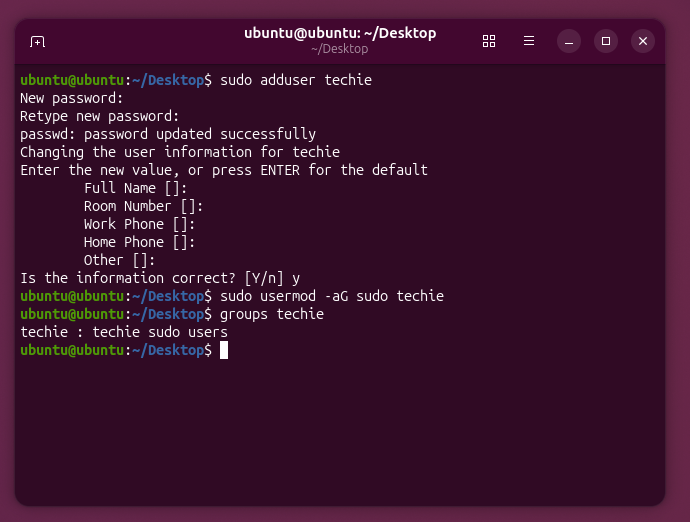 ubuntu@ubuntu: ~/Desktop
~/Desktop
ubuntu@ubuntu:~/Desktop$ sudo adduser techie
New password:
Retype new password:
passwd: password updated successfully
Changing the user information for techie
Enter the new value, or press ENTER for the default
        Full Name []:
        Room Number []:
        Work Phone []:
        Home Phone []:
        Other []:
Is the information correct? [Y/n] y
ubuntu@ubuntu:~/Desktop$ sudo usermod -aG sudo techie
ubuntu@ubuntu:~/Desktop$ groups techie
techie : techie sudo users
ubuntu@ubuntu:~/Desktop$